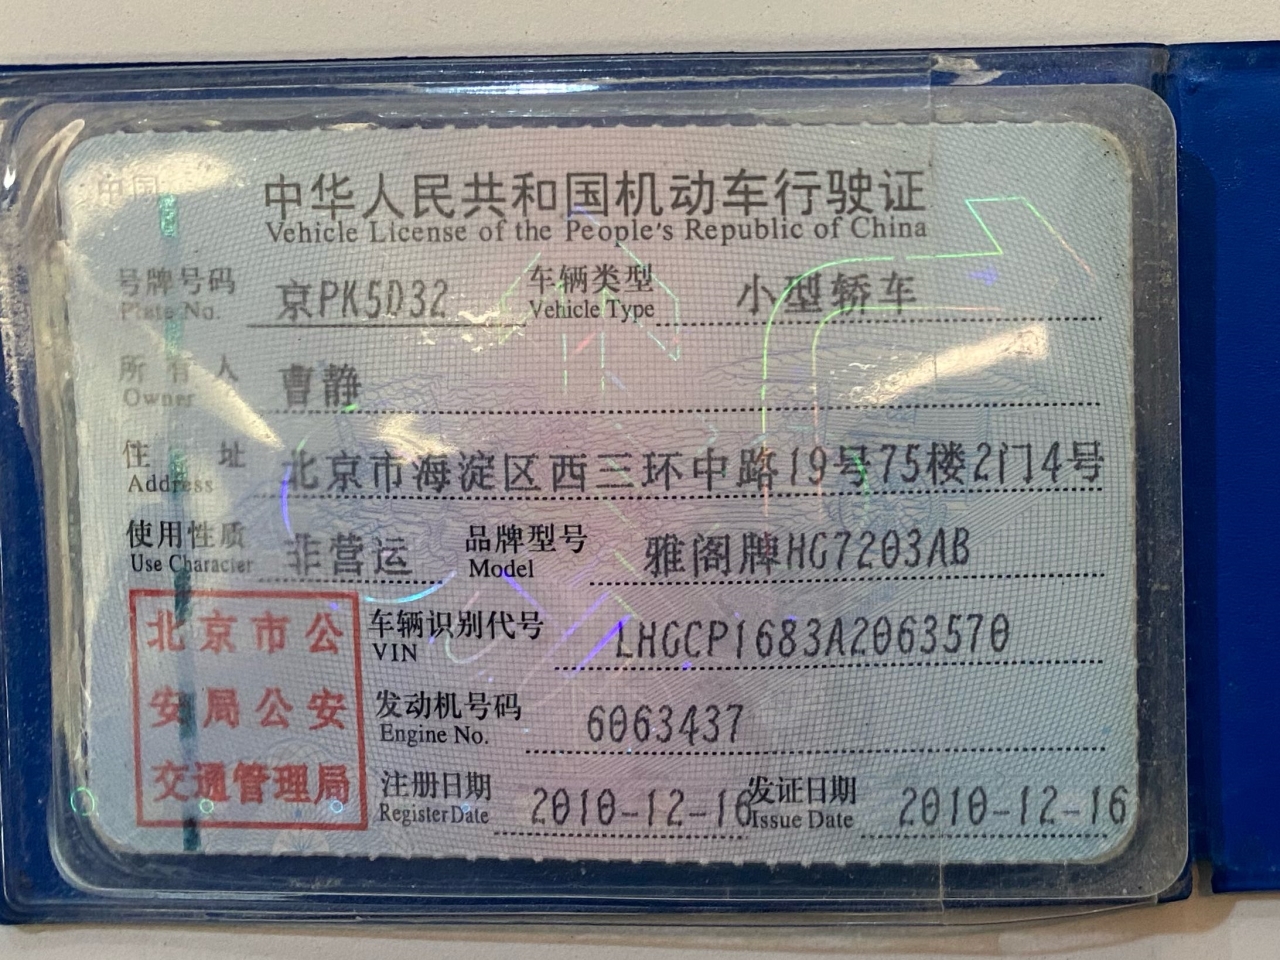 中国
中华人民共和国机动车行驶证
Vehicle License of the People's Republic of China
号牌号码 京PK5D32 车辆类型 小型轿车
Plate No. Vehicle Type
所有人 曹静
Owner
住址 北京市海淀区西三环中路19号75楼2门4号
Address
使用性质 非营运 品牌型号 雅阁牌HG7203AB
Use Character Model
北京市公
安局公安
交通管理局
车辆识别代号 LHGCP1683A2063570
VIN
发动机号码 6063437
Engine No.
注册日期 2010-12-16 发证日期 2010-12-16
Register Date Issue Date